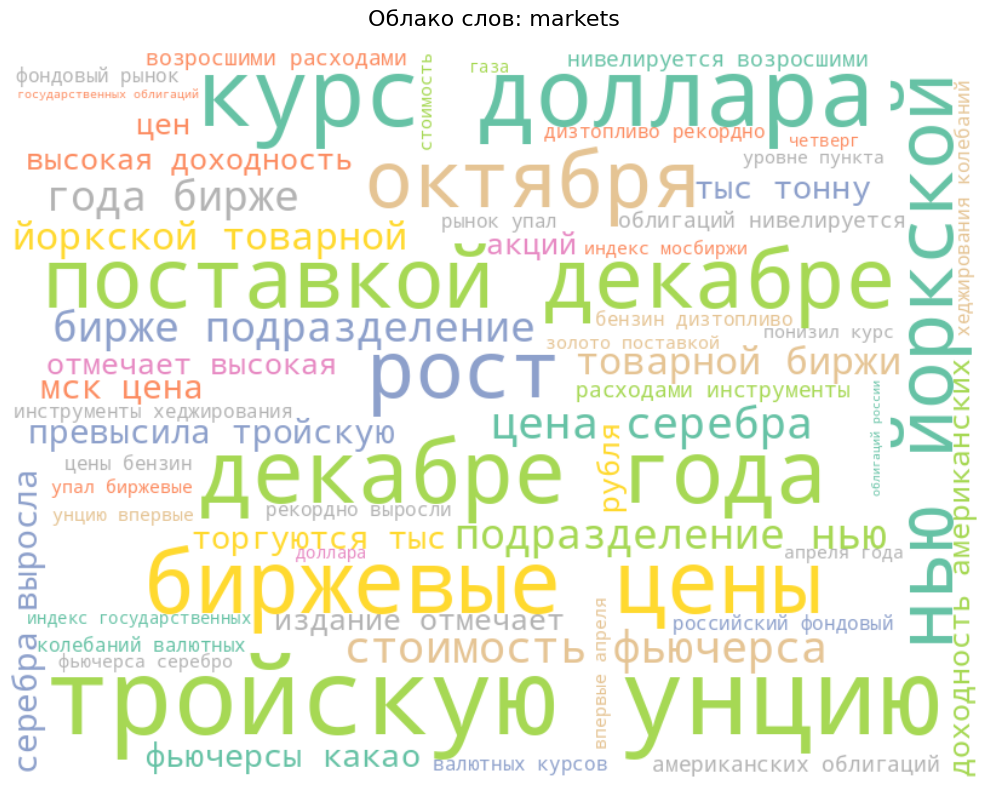 Облако слов: markets
возросшими расходами
нивелируется возросшими
фондовый рынок
газа
стоимость
курс доллара
государственных облигаций
цен
дизтопливо рекордно
четверг
высокая доходность
уровне пункта
октября
года бирже
тыс тонну
рынок упал
облигаций нивелируется
йоркской товарной
акций
индекс мосбиржи
поставкой декабре
бирже подразделение
бензин дизтопливо
понизил курс
золото поставкой
отмечает высокая
рост
товарной биржи
мск цена
расходами инструменты
инструменты хеджирования
превысила тройскую
цена серебра
рубля
облигаций россии
цены бензин
декабре года
упал биржевые
унцию впервые
рекордно выросли
торгуются тыс
подразделение нью
доллара
апреля года
биржевые цены
индекс государственных
издание отмечает
российский фондовый
колебаний валютных
стоимость фьючерса
фьючерса серебро
впервые апреля
тройскую унцию
фьючерсы какао
валютных курсов
американских облигаций
серебра выросла
нью йоркской
хеджирования колебаний
доходность американских